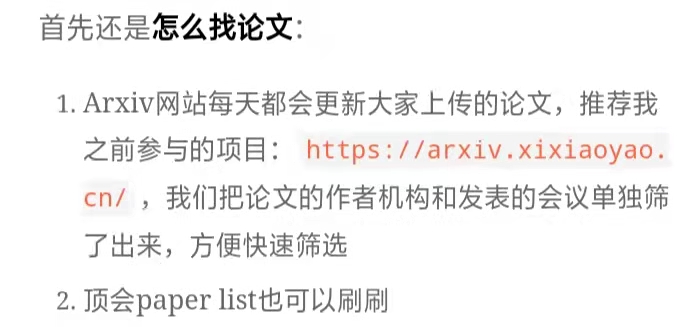 首先还是怎么找论文：
1. Arxiv网站每天都会更新大家上传的论文，推荐我
之前参与的项目： https://arxiv.xixiaoyao.
cn/ ，我们把论文的作者机构和发表的会议单独筛
了出来，方便快速筛选
2. 顶会paper list也可以刷刷